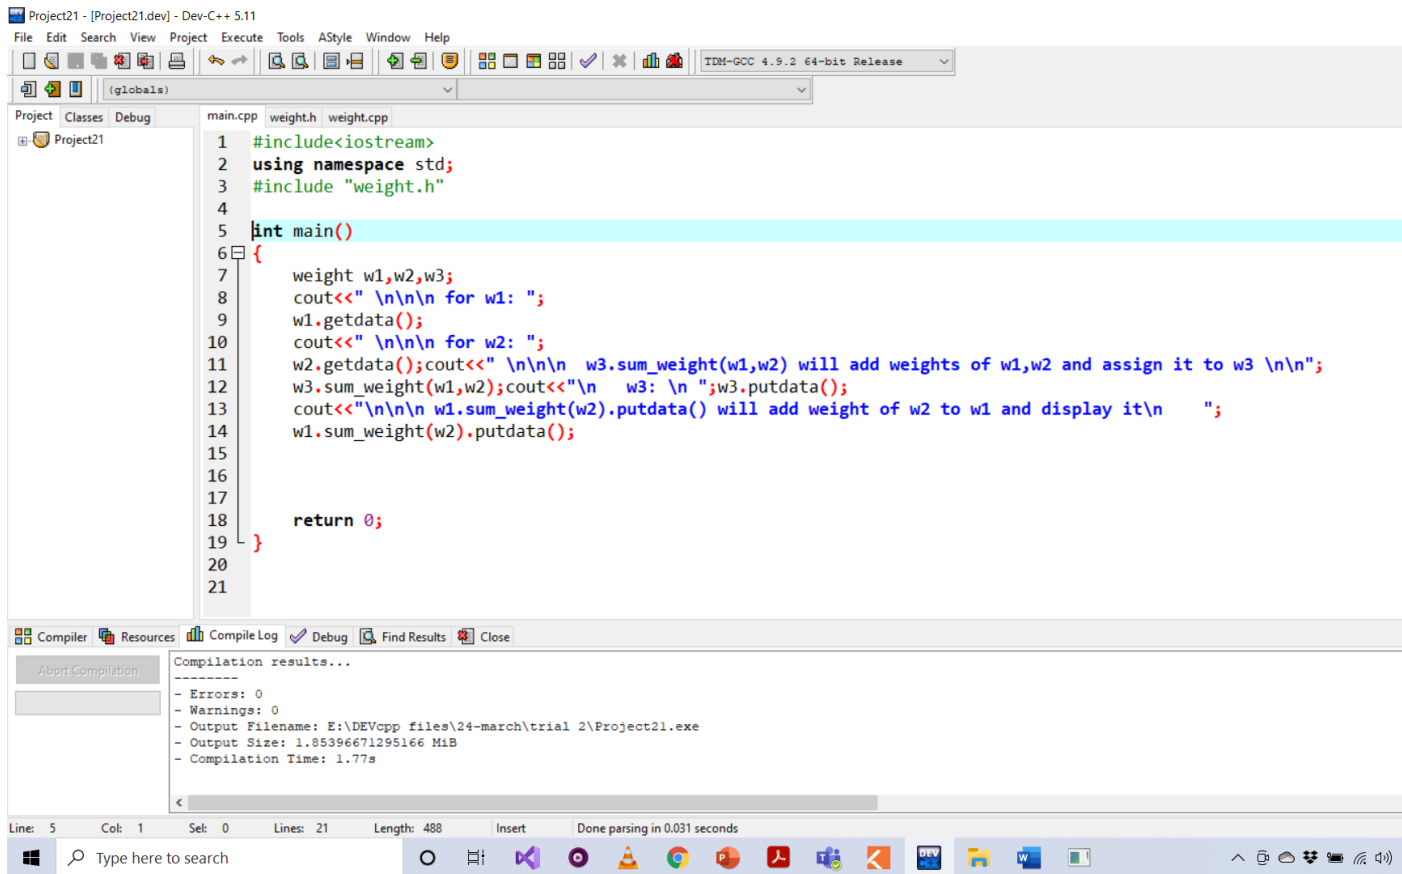 Project21 - [Project21.dev] - Dev-C++ 5.11
File Edit Search View Project Execute Tools AStyle Window Help
TDM-GCC 4.9.2 64-bit Release
(globals)
Project Classes Debug
main.cpp weight.h weight.cpp
Project21
1 #include<iostream>
2 using namespace std;
3 #include "weight.h"
4
5 int main()
6 {
7 weight w1,w2,w3;
8 cout<<" \n\n\n for w1: ";
9 w1.getdata();
10 cout<<" \n\n\n for w2: ";
11 w2.getdata();cout<<" \n\n\n  w3.sum_weight(w1,w2) will add weights of w1,w2 and assign it to w3 \n\n";
12 w3.sum_weight(w1,w2);cout<<"\n   w3: \n ";w3.putdata();
13 cout<<"\n\n\n w1.sum_weight(w2).putdata() will add weight of w2 to w1 and display it\n    ";
14 w1.sum_weight(w2).putdata();
15
16
17
18 return 0;
19 }
20
21
Compiler Resources Compile Log Debug Find Results Close
Abort Compilation
Compilation results...
--------
- Errors: 0
- Warnings: 0
- Output Filename: E:\DEVcpp files\24-march\trial 2\Project21.exe
- Output Size: 1.85396671295166 MiB
- Compilation Time: 1.77s
Line: 5 Col: 1 Sel: 0 Lines: 21 Length: 488 Insert Done parsing in 0.031 seconds
Type here to search